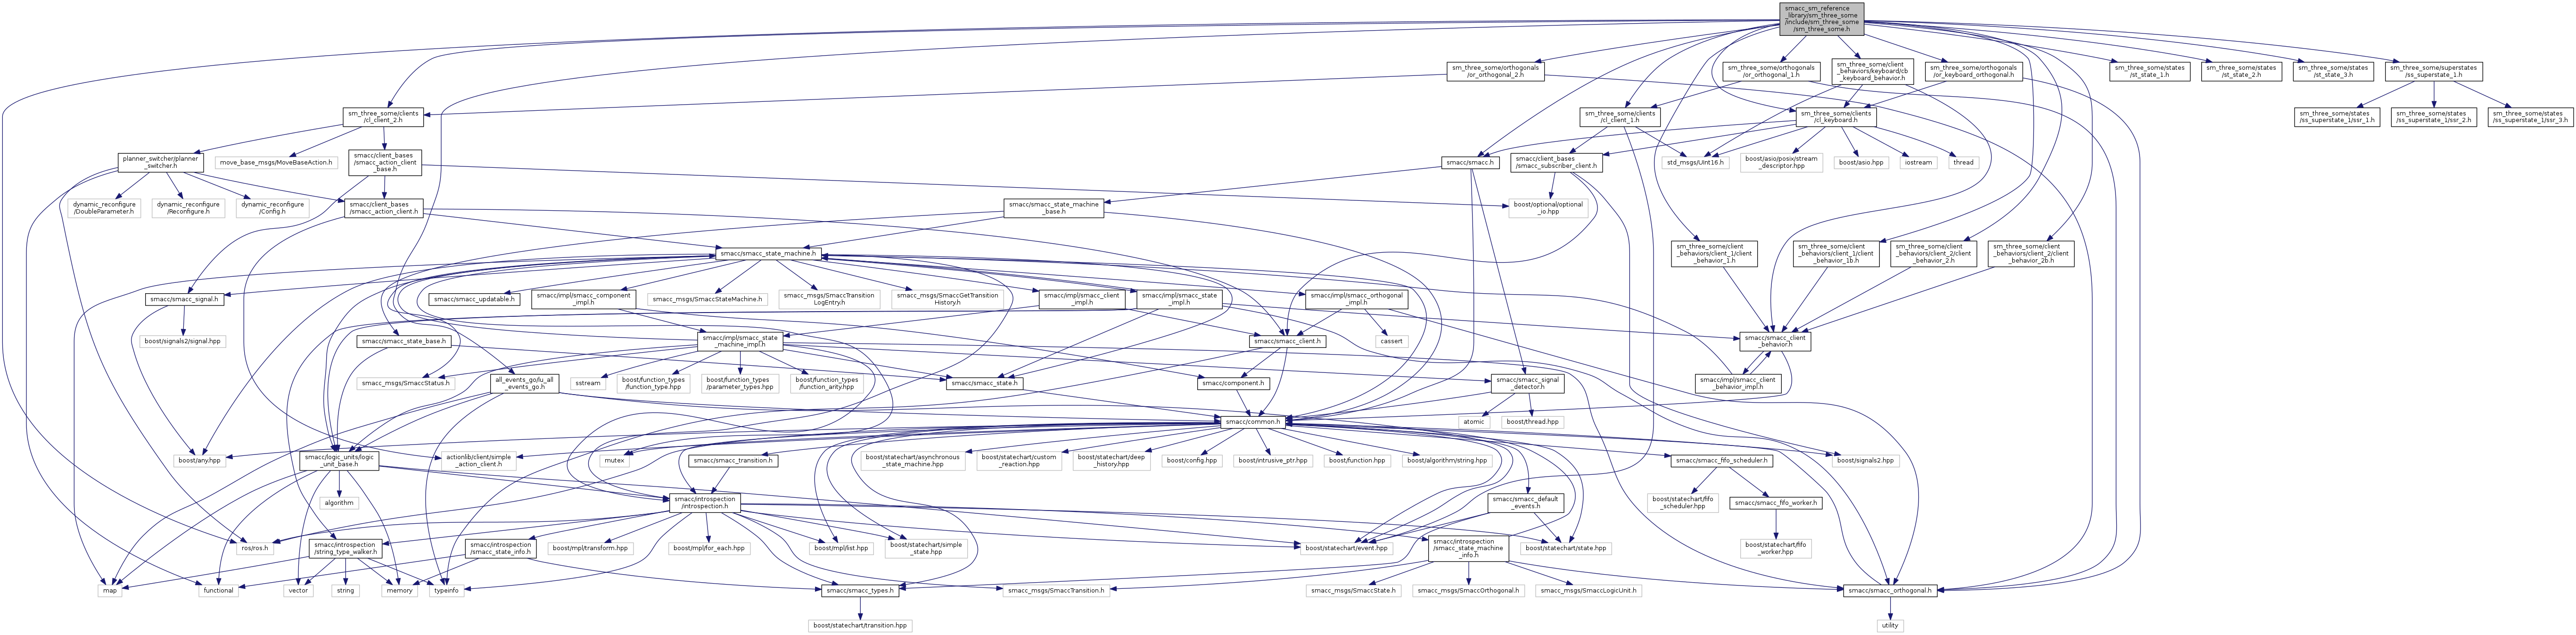 smacc_sm_reference
_library/sm_three_some
/include/sm_three_some
/sm_three_some.h
sm_three_some/orthogonals
/or_orthogonal_2.h
sm_three_some/orthogonals
/or_orthogonal_1.h
sm_three_some/client
_behaviors/keyboard/cb
_keyboard_behavior.h
sm_three_some/orthogonals
/or_keyboard_orthogonal.h
sm_three_some/states
/st_state_1.h
sm_three_some/states
/st_state_2.h
sm_three_some/states
/st_state_3.h
sm_three_some/superstates
/ss_superstate_1.h
sm_three_some/clients
/cl_client_2.h
sm_three_some/clients
/cl_client_1.h
sm_three_some/clients
/cl_keyboard.h
sm_three_some/states
/ss_superstate_1/ssr_1.h
sm_three_some/states
/ss_superstate_1/ssr_2.h
sm_three_some/states
/ss_superstate_1/ssr_3.h
planner_switcher/planner
_switcher.h
move_base_msgs/MoveBaseAction.h
smacc/client_bases
/smacc_action_client
_base.h
smacc/smacc.h
smacc/client_bases
/smacc_subscriber_client.h
std_msgs/UInt16.h
boost/asio/posix/stream
_descriptor.hpp
boost/asio.hpp
iostream
thread
dynamic_reconfigure
/DoubleParameter.h
dynamic_reconfigure
/Reconfigure.h
dynamic_reconfigure
/Config.h
smacc/client_bases
/smacc_action_client.h
smacc/smacc_state_machine
_base.h
boost/optional/optional
_io.hpp
smacc/smacc_state_machine.h
sm_three_some/client
_behaviors/client_1/client
_behavior_1.h
sm_three_some/client
_behaviors/client_1/client
_behavior_1b.h
sm_three_some/client
_behaviors/client_2/client
_behavior_2.h
sm_three_some/client
_behaviors/client_2/client
_behavior_2b.h
smacc/smacc_signal.h
smacc/smacc_updatable.h
smacc/impl/smacc_component
_impl.h
smacc_msgs/SmaccStateMachine.h
smacc_msgs/SmaccTransition
LogEntry.h
smacc_msgs/SmaccGetTransition
History.h
smacc/impl/smacc_client
_impl.h
smacc/impl/smacc_state
_impl.h
smacc/impl/smacc_orthogonal
_impl.h
boost/signals2/signal.hpp
smacc/smacc_state_base.h
smacc/impl/smacc_state
_machine_impl.h
smacc/smacc_client.h
cassert
smacc/smacc_client
_behavior.h
smacc_msgs/SmaccStatus.h
all_events_go/lu_all
_events_go.h
sstream
boost/function_types
/function_type.hpp
boost/function_types
/parameter_types.hpp
boost/function_types
/function_arity.hpp
smacc/smacc_state.h
smacc/component.h
smacc/smacc_signal
_detector.h
smacc/impl/smacc_client
_behavior_impl.h
smacc/common.h
atomic
boost/thread.hpp
boost/any.hpp
smacc/logic_units/logic
_unit_base.h
actionlib/client/simple
_action_client.h
mutex
smacc/smacc_transition.h
boost/statechart/asynchronous
_state_machine.hpp
boost/statechart/custom
_reaction.hpp
boost/statechart/deep
_history.hpp
boost/config.hpp
boost/intrusive_ptr.hpp
boost/function.hpp
boost/algorithm/string.hpp
smacc/smacc_fifo_scheduler.h
boost/signals2.hpp
algorithm
smacc/introspection
/introspection.h
smacc/smacc_default
_events.h
boost/statechart/fifo
_scheduler.hpp
smacc/smacc_fifo_worker.h
ros/ros.h
smacc/introspection
/string_type_walker.h
smacc/introspection
/smacc_state_info.h
boost/mpl/transform.hpp
boost/mpl/for_each.hpp
boost/mpl/list.hpp
boost/statechart/simple
_state.hpp
boost/statechart/event.hpp
smacc/introspection
/smacc_state_machine
_info.h
boost/statechart/state.hpp
boost/statechart/fifo
_worker.hpp
map
functional
vector
string
memory
typeinfo
smacc/smacc_types.h
smacc_msgs/SmaccTransition.h
smacc_msgs/SmaccState.h
smacc_msgs/SmaccOrthogonal.h
smacc_msgs/SmaccLogicUnit.h
smacc/smacc_orthogonal.h
boost/statechart/transition.hpp
utility